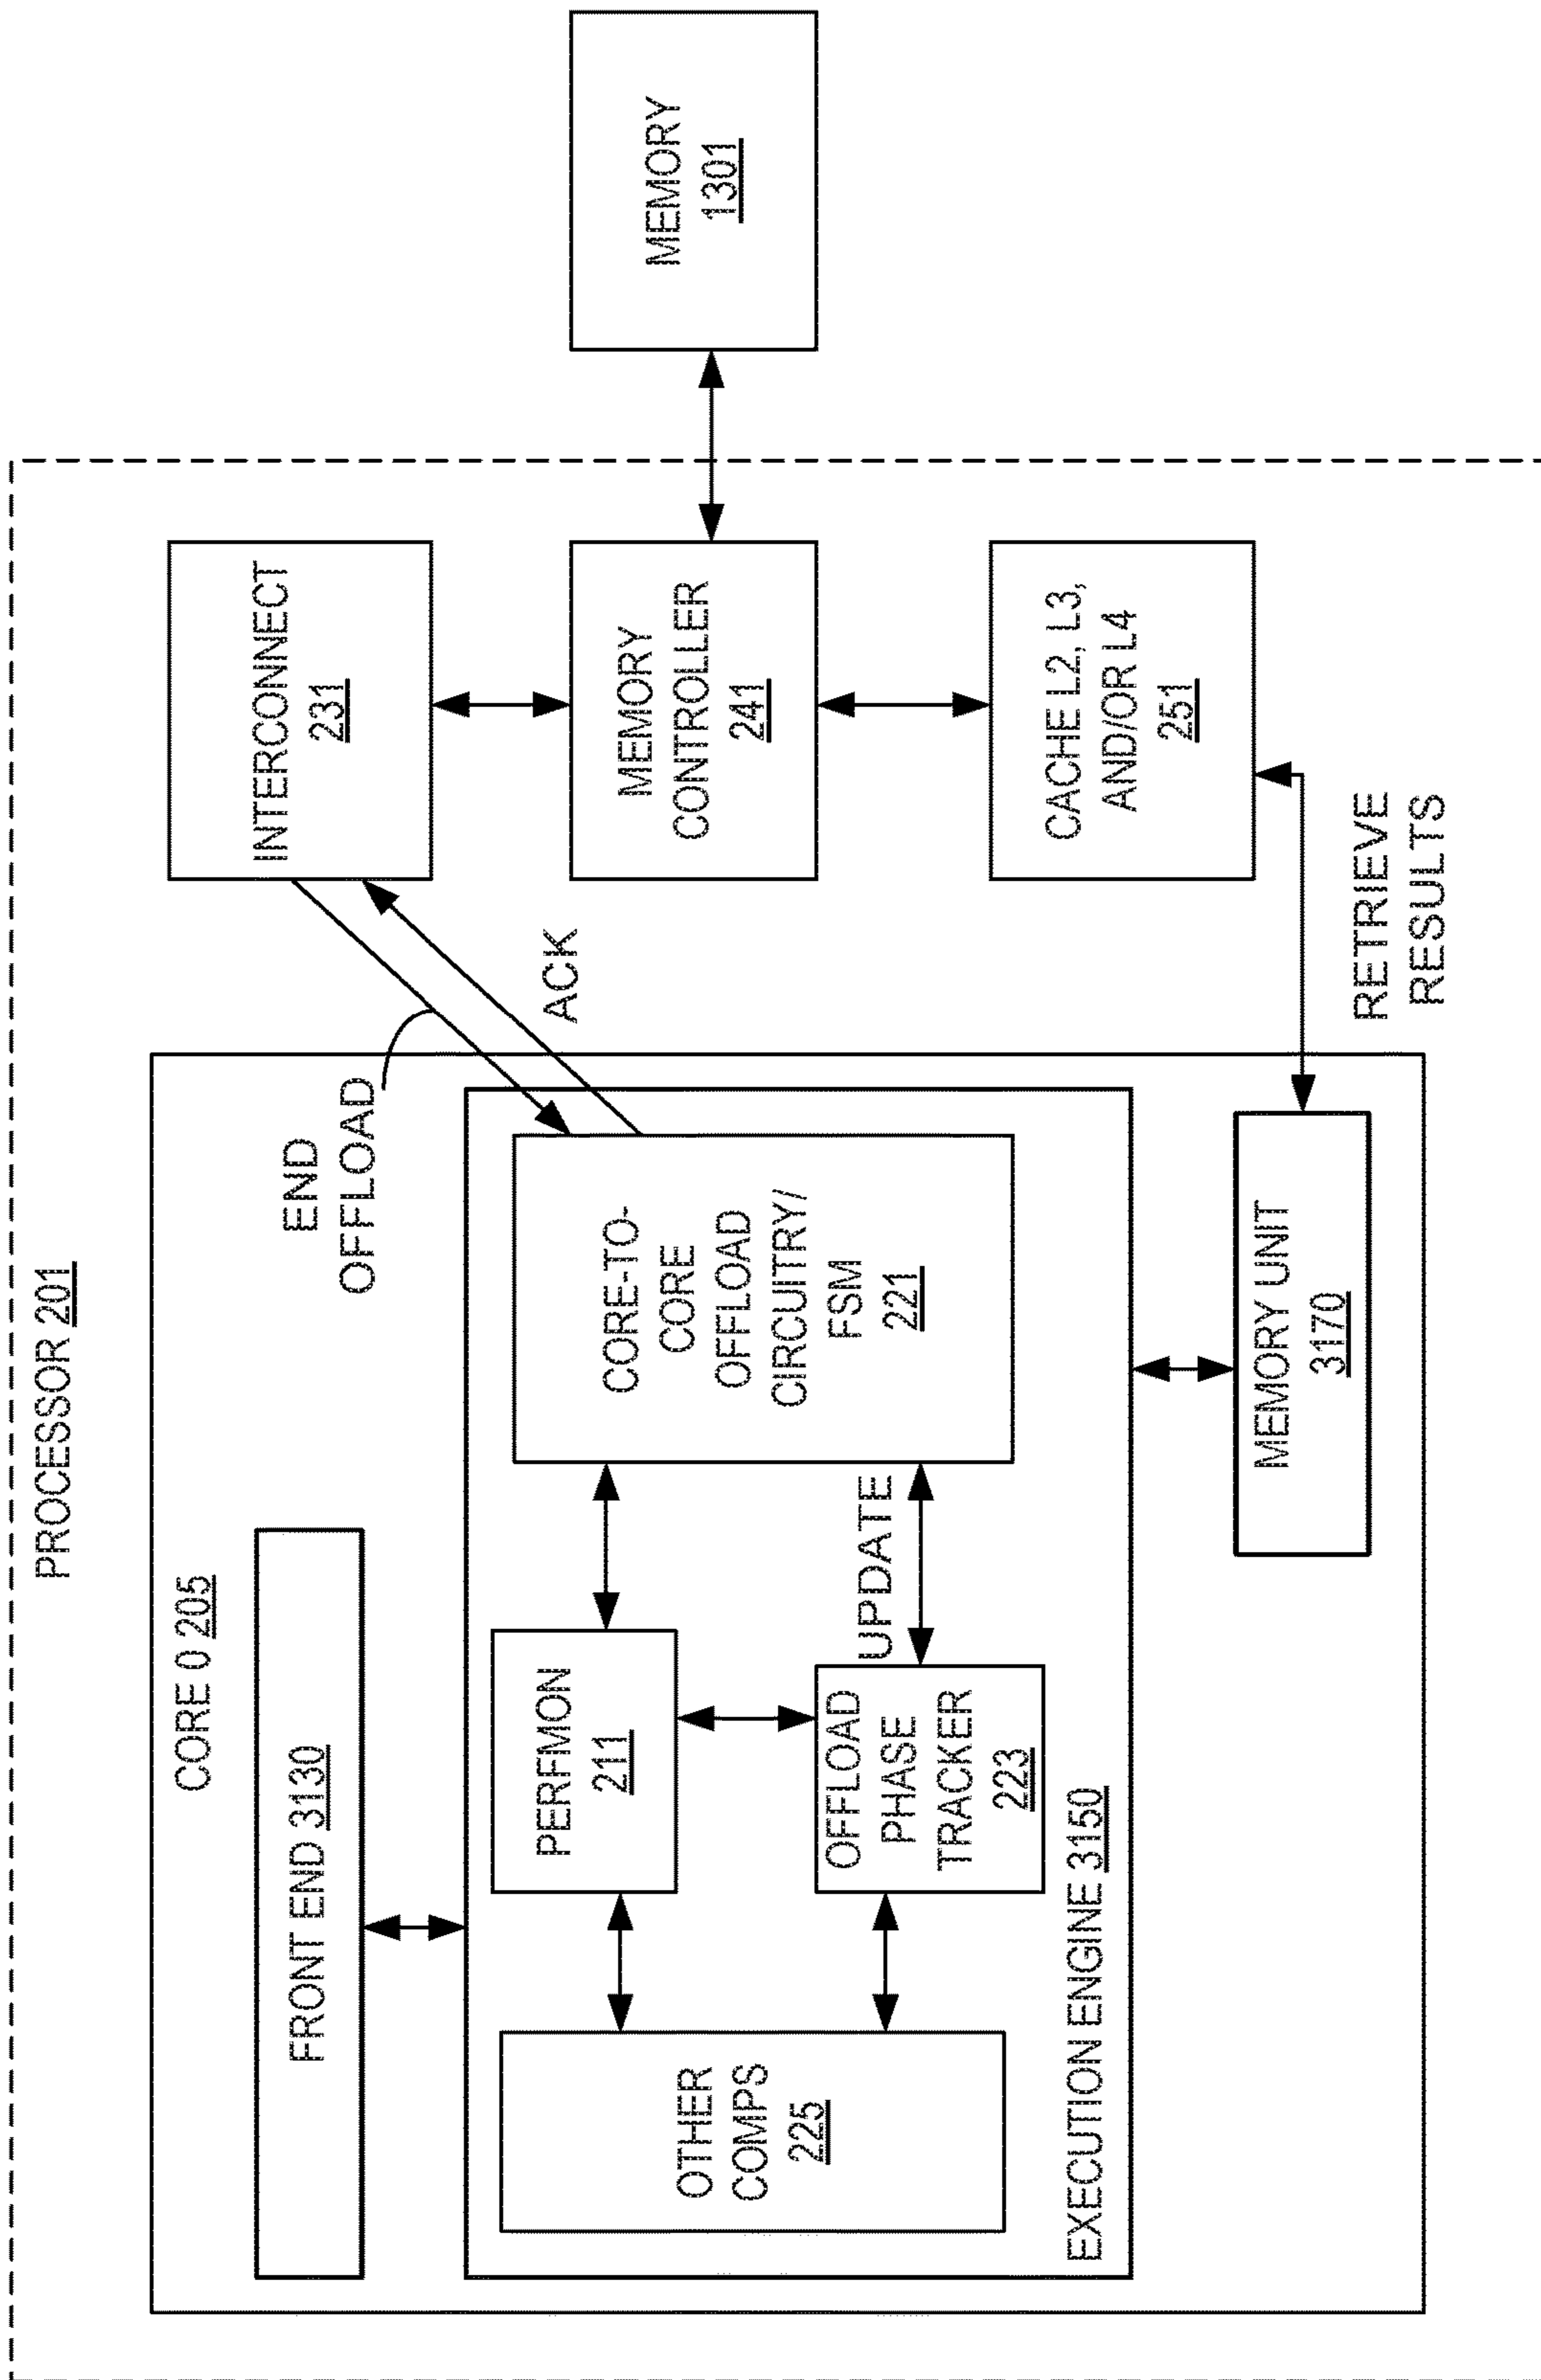 PROCESSOR 201
CORE 0 205
FRONT END 3130
OTHER
COMPS
225
PERFMON
211
OFFLOAD
PHASE
TRACKER
223
UPDATE
CORE-TO-
CORE
OFFLOAD
CIRCUITRY/
FSM
221
EXECUTION ENGINE 3150
MEMORY UNIT
3170
END
OFFLOAD
ACK
RETRIEVE
RESULTS
INTERCONNECT
231
MEMORY
CONTROLLER
241
CACHE L2, L3,
AND/OR L4
251
MEMORY
1301